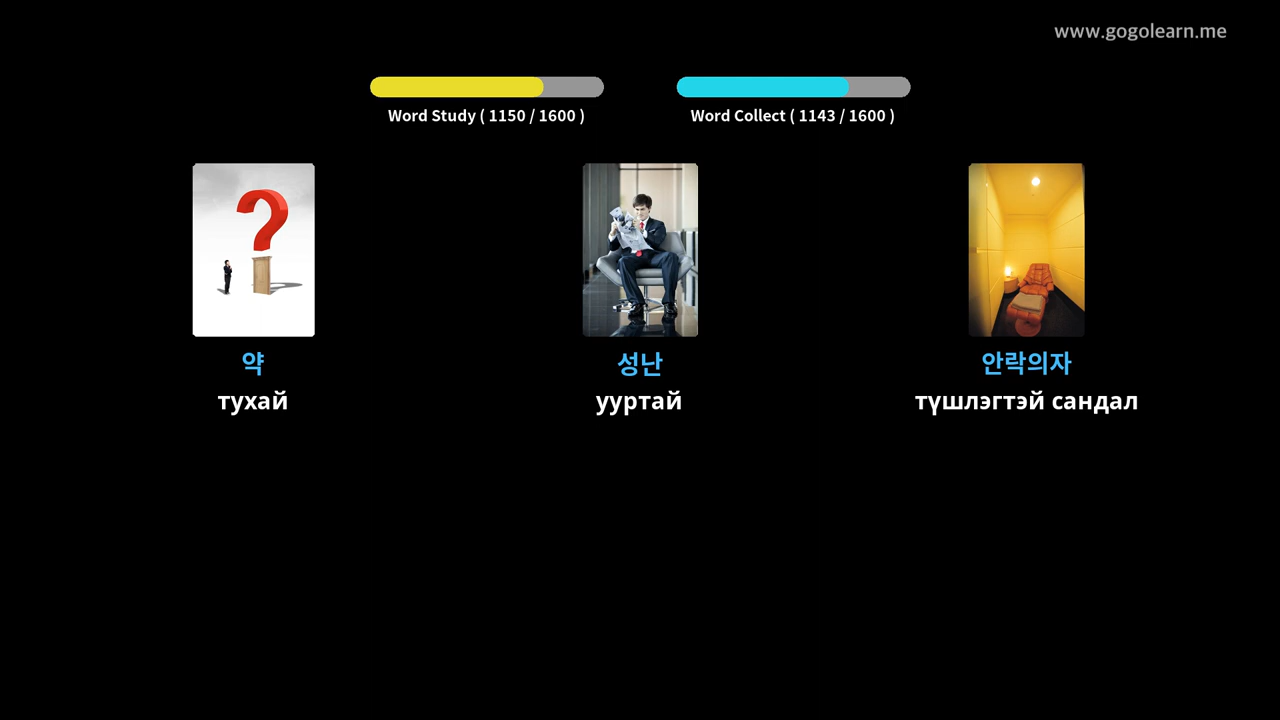 www.gogolearn.me
Word Study ( 1150 / 1600 )
Word Collect ( 1143 / 1600 )
약
성난
안락의자
тухай
ууртай
түшлэгтэй сандал